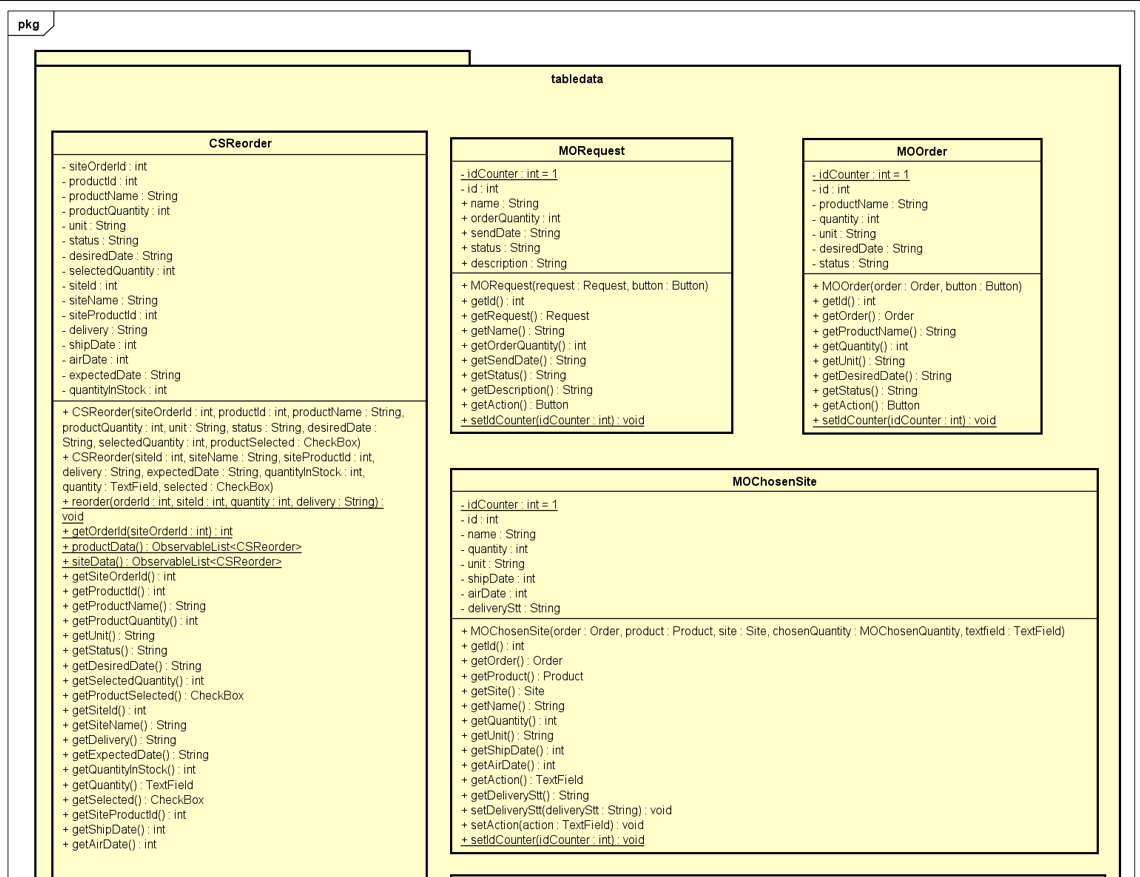 pkg
tabledata
CSReorder
- siteOrderId : int
- productId : int
- productName : String
- productQuantity : int
- unit : String
- status : String
- desiredDate : String
- selectedQuantity : int
- siteId : int
- siteName : String
- siteProductId : int
- delivery : String
- shipDate : int
- airDate : int
- expectedDate : String
- quantityInStock : int
+ CSReorder(siteOrderId : int, productId : int, productName : String,
productQuantity : int, unit : String, status : String, desiredDate :
String, selectedQuantity : int, productSelected : CheckBox)
+ CSReorder(siteId : int, siteName : String, siteProductId : int,
delivery : String, expectedDate : String, quantityInStock : int,
quantity : TextField, selected : CheckBox)
+ reorder(orderId : int, siteId : int, quantity : int, delivery : String) :
void
+ getOrderId(siteOrderId : int) : int
+ productData() : ObservableList<CSReorder>
+ siteData() : ObservableList<CSReorder>
+ getSiteOrderId() : int
+ getProductId() : int
+ getProductName() : String
+ getProductQuantity() : int
+ getUnit() : String
+ getStatus() : String
+ getDesiredDate() : String
+ getSelectedQuantity() : int
+ getProductSelected() : CheckBox
+ getSiteId() : int
+ getSiteName() : String
+ getDelivery() : String
+ getExpectedDate() : String
+ getQuantityInStock() : int
+ getQuantity() : TextField
+ getSelected() : CheckBox
+ getSiteProductId() : int
+ getShipDate() : int
+ getAirDate() : int
MORequest
- idCounter : int = 1
- id : int
+ name : String
+ orderQuantity : int
+ sendDate : String
+ status : String
+ description : String
+ MORequest(request : Request, button : Button)
+ getId() : int
+ getRequest() : Request
+ getName() : String
+ getOrderQuantity() : int
+ getSendDate() : String
+ getStatus() : String
+ getDescription() : String
+ getAction() : Button
+ setIdCounter(idCounter : int) : void
MOOrder
- idCounter : int = 1
- id : int
- productName : String
- quantity : int
- unit : String
- desiredDate : String
- status : String
+ MOOrder(order : Order, button : Button)
+ getId() : int
+ getOrder() : Order
+ getProductName() : String
+ getQuantity() : int
+ getUnit() : String
+ getDesiredDate() : String
+ getStatus() : String
+ getAction() : Button
+ setIdCounter(idCounter : int) : void
MOChosenSite
- idCounter : int = 1
- id : int
- name : String
- quantity : int
- unit : String
- shipDate : int
- airDate : int
- deliveryStt : String
+ MOChosenSite(order : Order, product : Product, site : Site, chosenQuantity : MOChosenQuantity, textfield : TextField)
+ getId() : int
+ getOrder() : Order
+ getProduct() : Product
+ getSite() : Site
+ getName() : String
+ getQuantity() : int
+ getUnit() : String
+ getShipDate() : int
+ getAirDate() : int
+ getAction() : TextField
+ getDeliveryStt() : String
+ setDeliveryStt(deliveryStt : String) : void
+ setAction(action : TextField) : void
+ setIdCounter(idCounter : int) : void